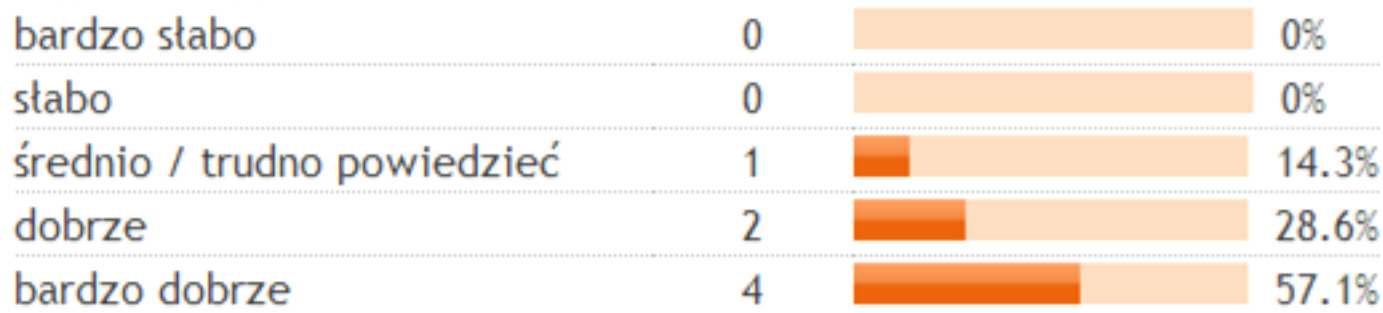 bardzo słabo 0 0%
słabo 0 0%
średnio / trudno powiedzieć 1 14.3%
dobrze 2 28.6%
bardzo dobrze 4 57.1%